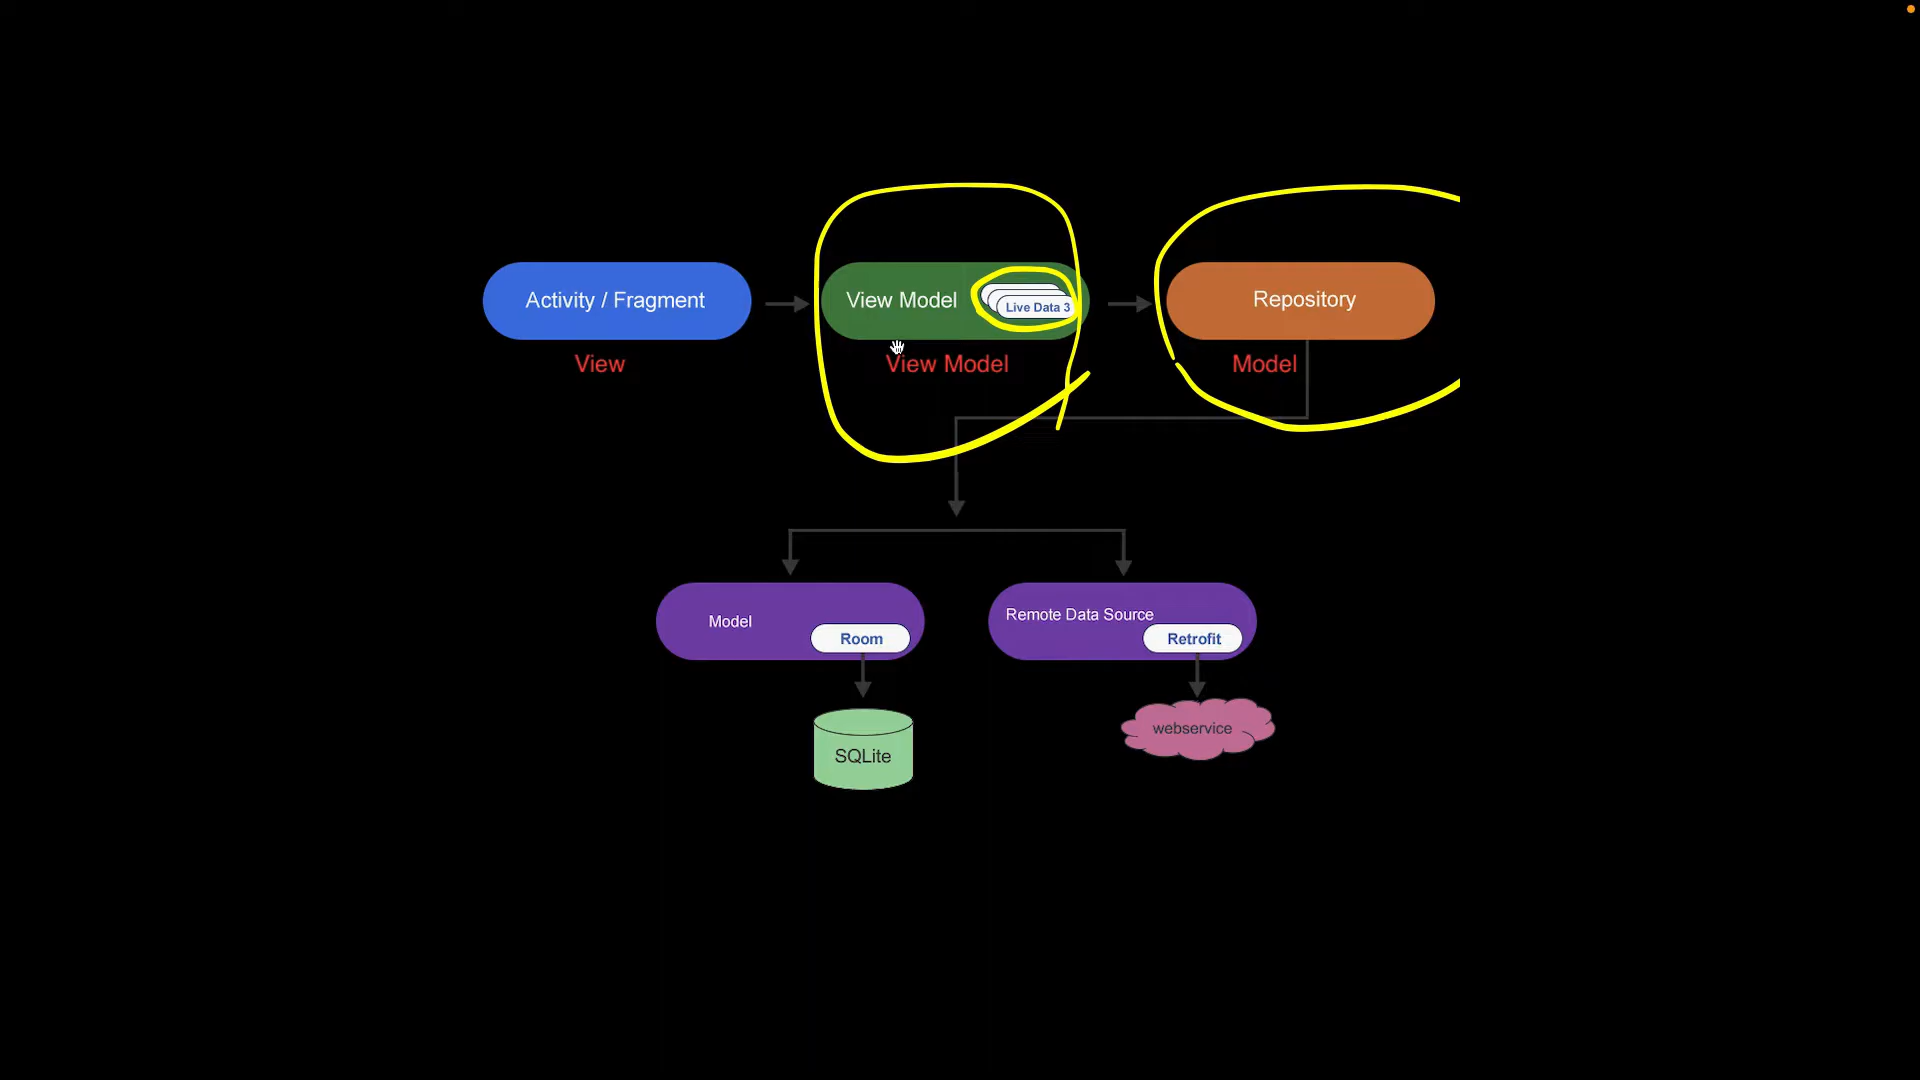 Activity / Fragment
View Model
Live Data 3
Repository
View
View Model
Model
Model
Room
Remote Data Source
Retrofit
SQLite
webservice